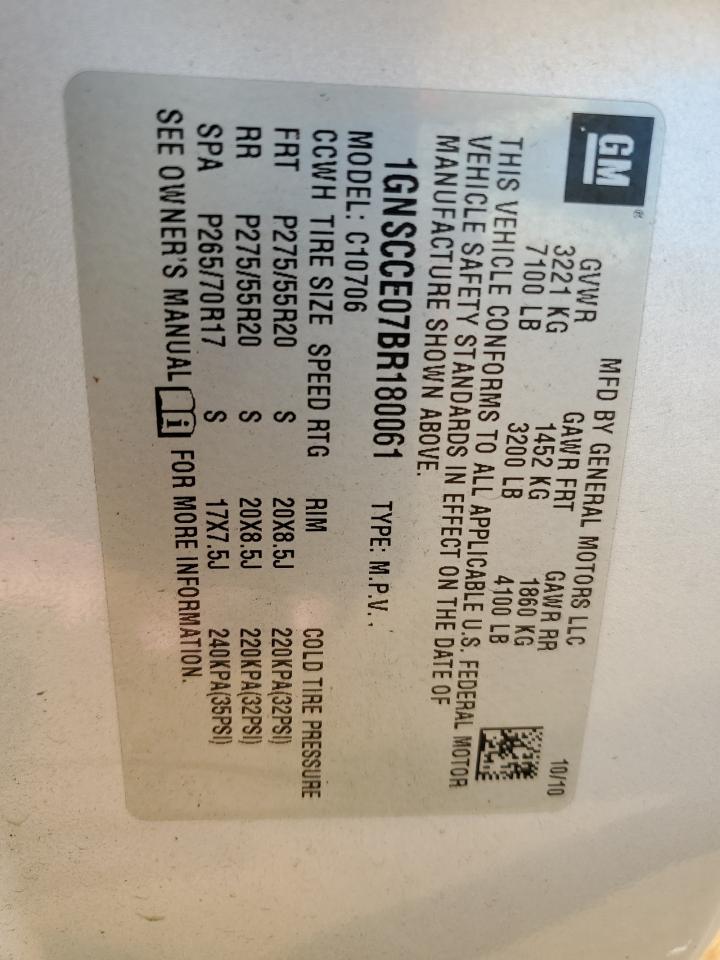 GM®
MFD BY GENERAL MOTORS LLC 10/10
GVWR GAWR FRT GAWR RR
3221 KG 1452 KG 1860 KG
7100 LB 3200 LB 4100 LB
THIS VEHICLE CONFORMS TO ALL APPLICABLE U.S. FEDERAL MOTOR
VEHICLE SAFETY STANDARDS IN EFFECT ON THE DATE OF
MANUFACTURE SHOWN ABOVE.
1GNSCCE07BR180061 TYPE: M.P.V.
MODEL: C10706
CCWH TIRE SIZE SPEED RTG RIM COLD TIRE PRESSURE
FRT P275/55R20 S 20X8.5J 220KPA(32PSI)
RR P275/55R20 S 20X8.5J 220KPA(32PSI)
SPA P265/70R17 S 17X7.5J 240KPA(35PSI)
SEE OWNER'S MANUAL i FOR MORE INFORMATION.